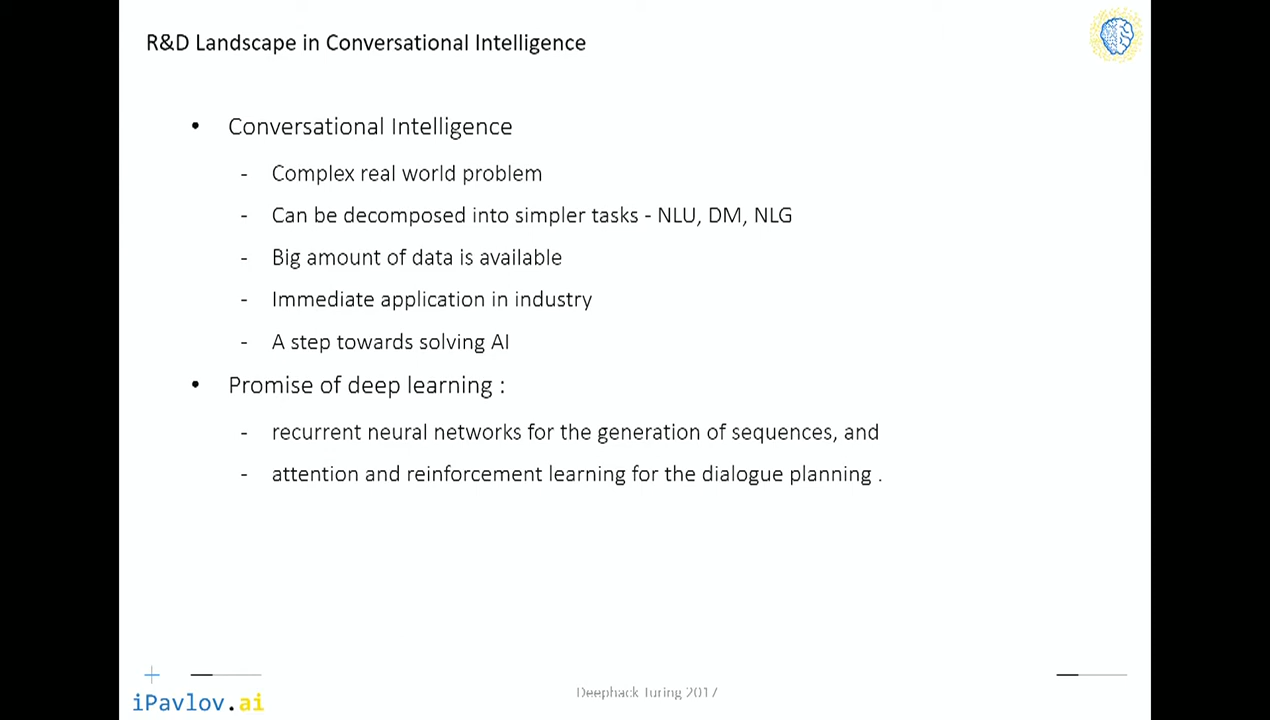 R&D Landscape in Conversational Intelligence
• Conversational Intelligence
- Complex real world problem
- Can be decomposed into simpler tasks - NLU, DM, NLG
- Big amount of data is available
- Immediate application in industry
- A step towards solving AI
• Promise of deep learning :
- recurrent neural networks for the generation of sequences, and
- attention and reinforcement learning for the dialogue planning .
iPavlov.ai
Deephack Turing 2017